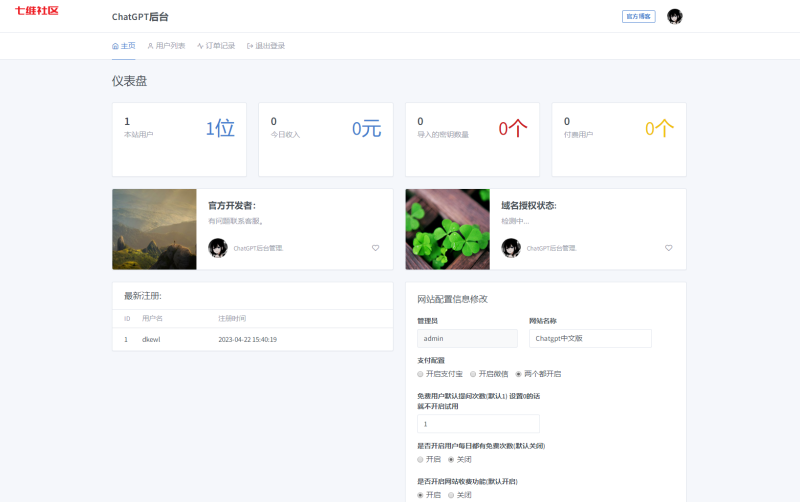 七维社区
ChatGPT后台
官方博客
主页 用户列表 订单记录 退出登录
仪表盘
1
本站用户
1位
0
今日收入
0元
0
导入的密钥数量
0个
0
付费用户
0个
官方开发者:
有问题联系客服。
ChatGPT后台管理
域名授权状态:
检测中...
ChatGPT后台管理
最新注册:
ID 用户名 注册时间
1 dkewl 2023-04-22 15:40:19
网站配置信息修改
管理员 网站名称
admin Chatgpt中文版
支付配置
开启支付宝 开启微信 两个都开启
免费用户默认提问次数(默认1) 设置0的话
就不开启试用
1
是否开启用户每日都有免费次数(默认关闭)
开启 关闭
是否开启网站收费功能(默认开启)
开启 关闭